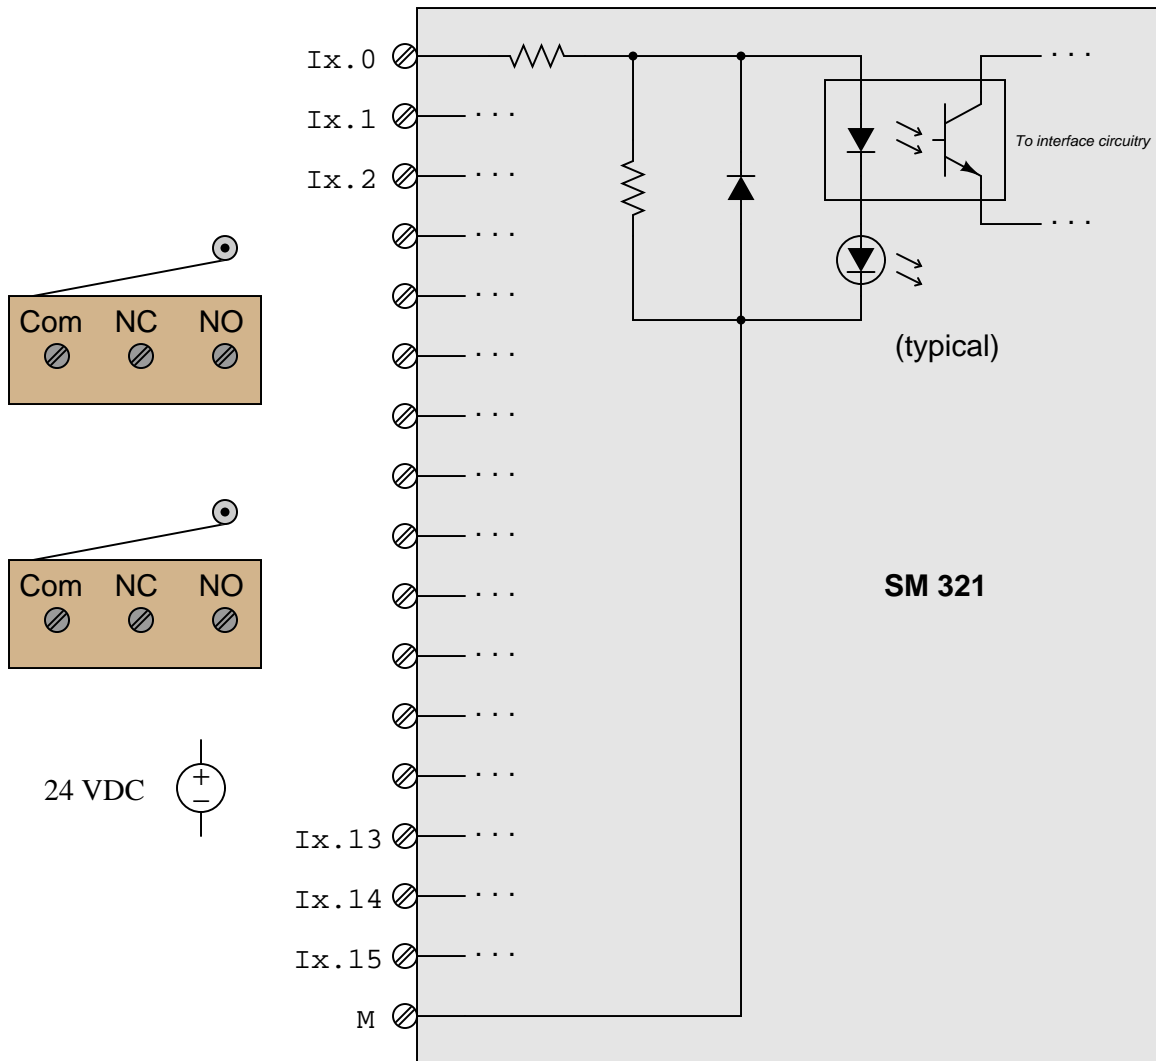 Ix.0
. . .
Ix.1
. . .
To interface circuitry
Ix.2
. . .
. . .
. . .
. . .
Com NC NO
(typical)
. . .
. . .
. . .
. . .
Com NC NO
SM 321
. . .
. . .
. . .
24 VDC
+
−
Ix.13
. . .
Ix.14
. . .
Ix.15
. . .
M